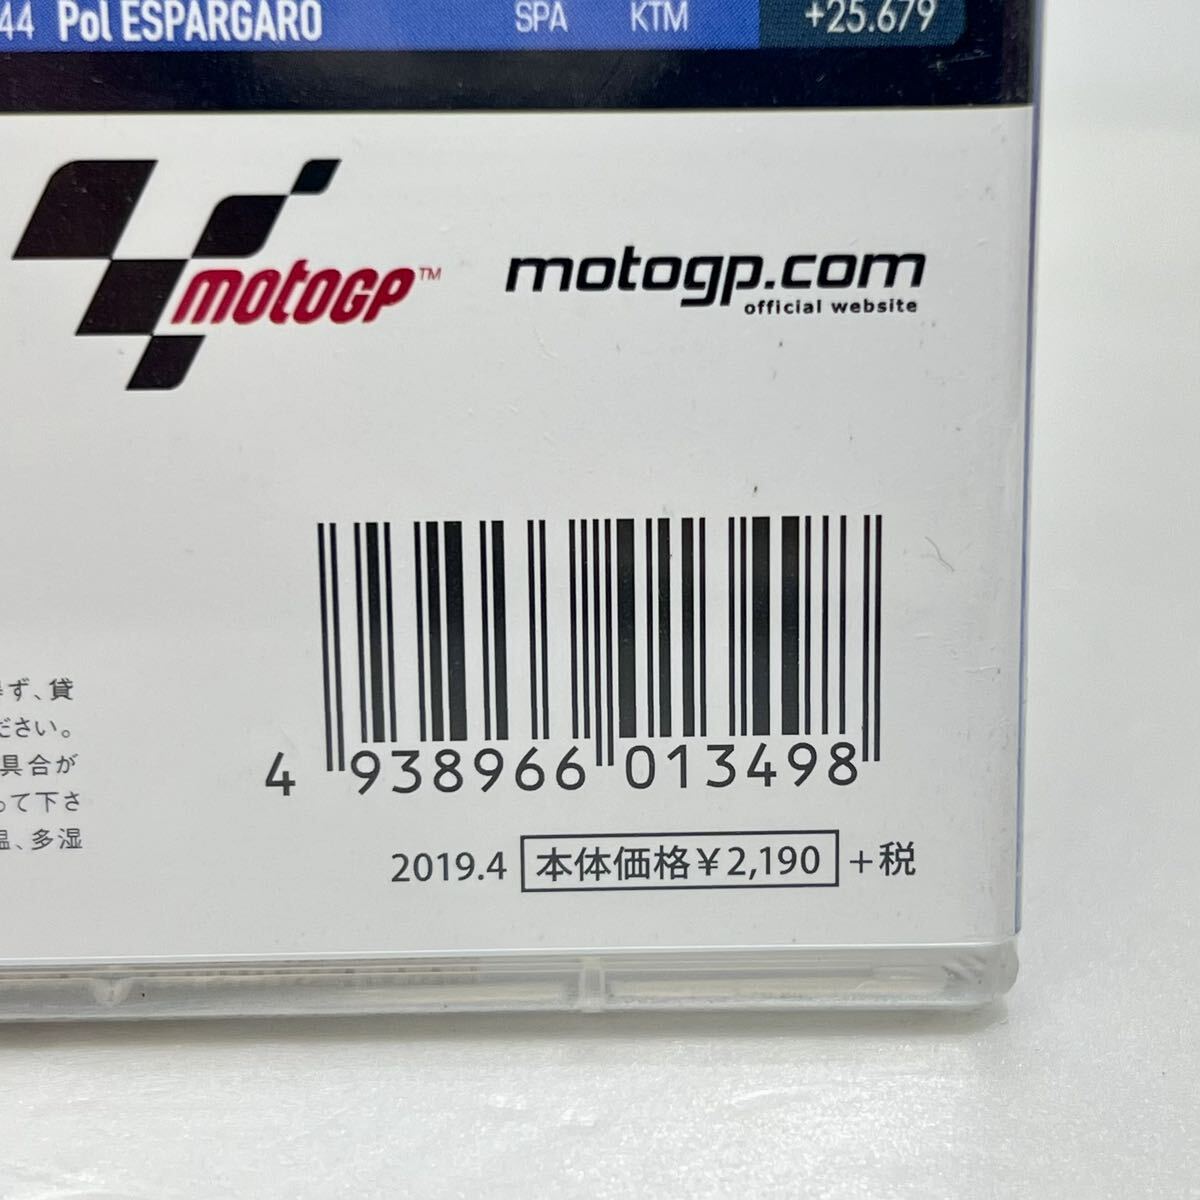 44 Pol ESPARGARO SPA KTM +25.679
motoGP™
motogp.com
official website
ず、貸
ださい。
具合が
って下さ
温、多湿
4 938966 013498
2019.4 本体価格￥2,190 +税